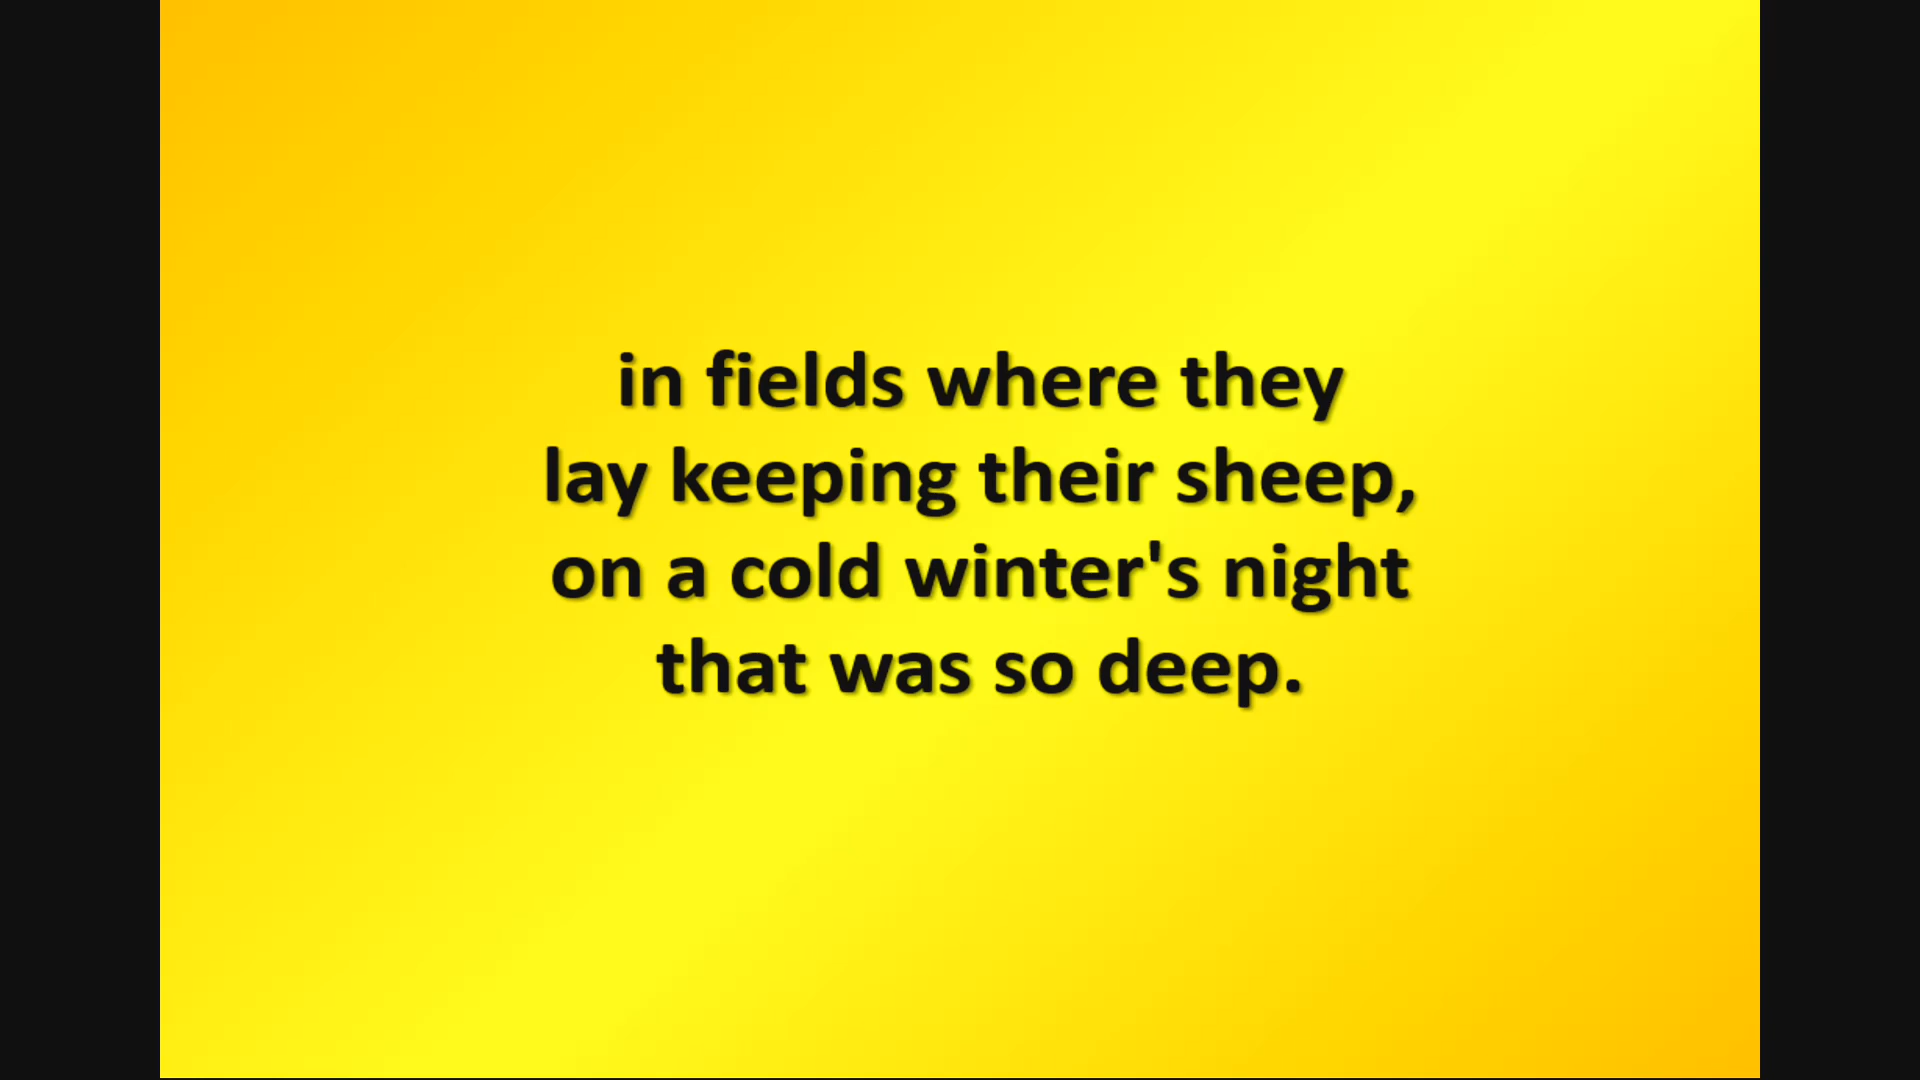 in fields where they
lay keeping their sheep,
on a cold winter's night
that was so deep.